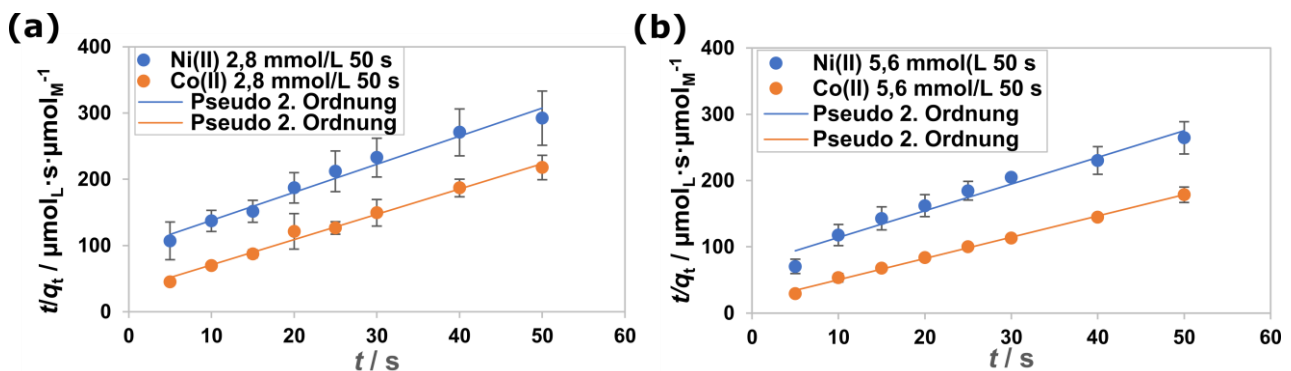 (a)
400
300
200
100
0
0 10 20 30 40 50 60
t/qt / µmolL·s·µmolM⁻¹
t / s
Ni(II) 2,8 mmol/L 50 s
Co(II) 2,8 mmol/L 50 s
Pseudo 2. Ordnung
Pseudo 2. Ordnung
(b)
400
300
200
100
0
0 10 20 30 40 50 60
t/qt / µmolL·s·µmolM⁻¹
t / s
Ni(II) 5,6 mmol(L 50 s
Co(II) 5,6 mmol/L 50 s
Pseudo 2. Ordnung
Pseudo 2. Ordnung